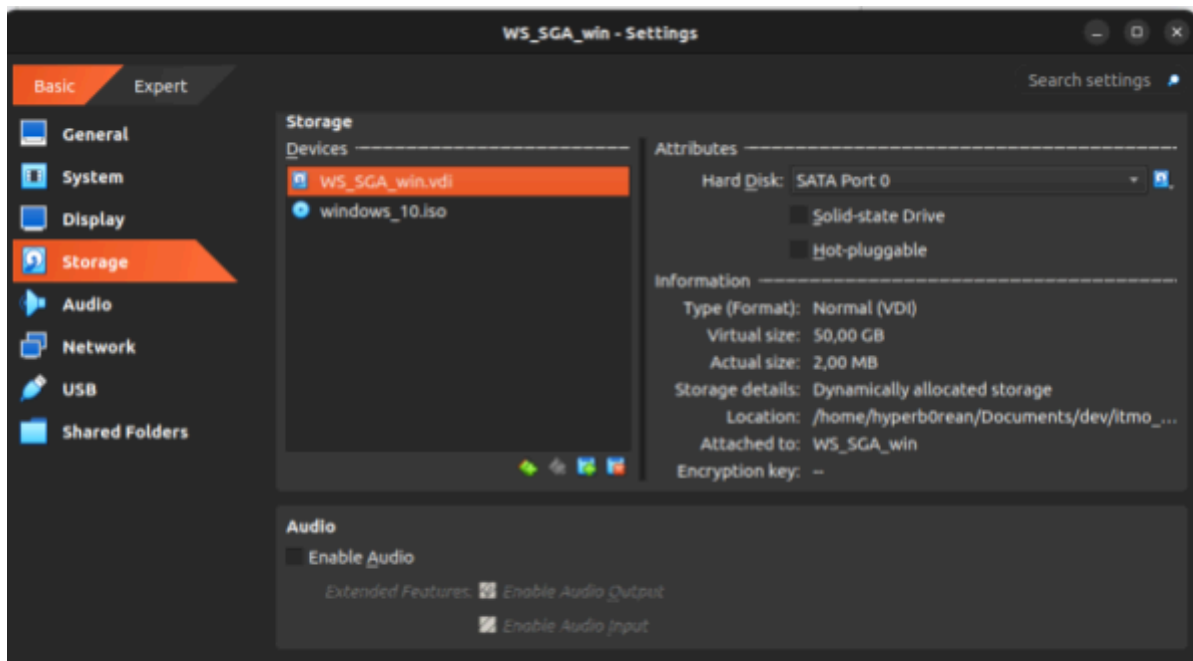 WS_SGA_win - Settings
Basic Expert
Search settings
General
System
Display
Storage
Audio
Network
USB
Shared Folders
Storage
Devices
WS_SGA_win.vdi
windows_10.iso
Attributes
Hard Disk: SATA Port 0
Solid-state Drive
Hot-pluggable
Information
Type (Format): Normal (VDI)
Virtual size: 50,00 GB
Actual size: 2,00 MB
Storage details: Dynamically allocated storage
Location: /home/hyperb0rean/Documents/dev/itmo_...
Attached to: WS_SGA_win
Encryption key: --
Audio
Enable Audio
Extended Features: Enable Audio Output
Enable Audio Input